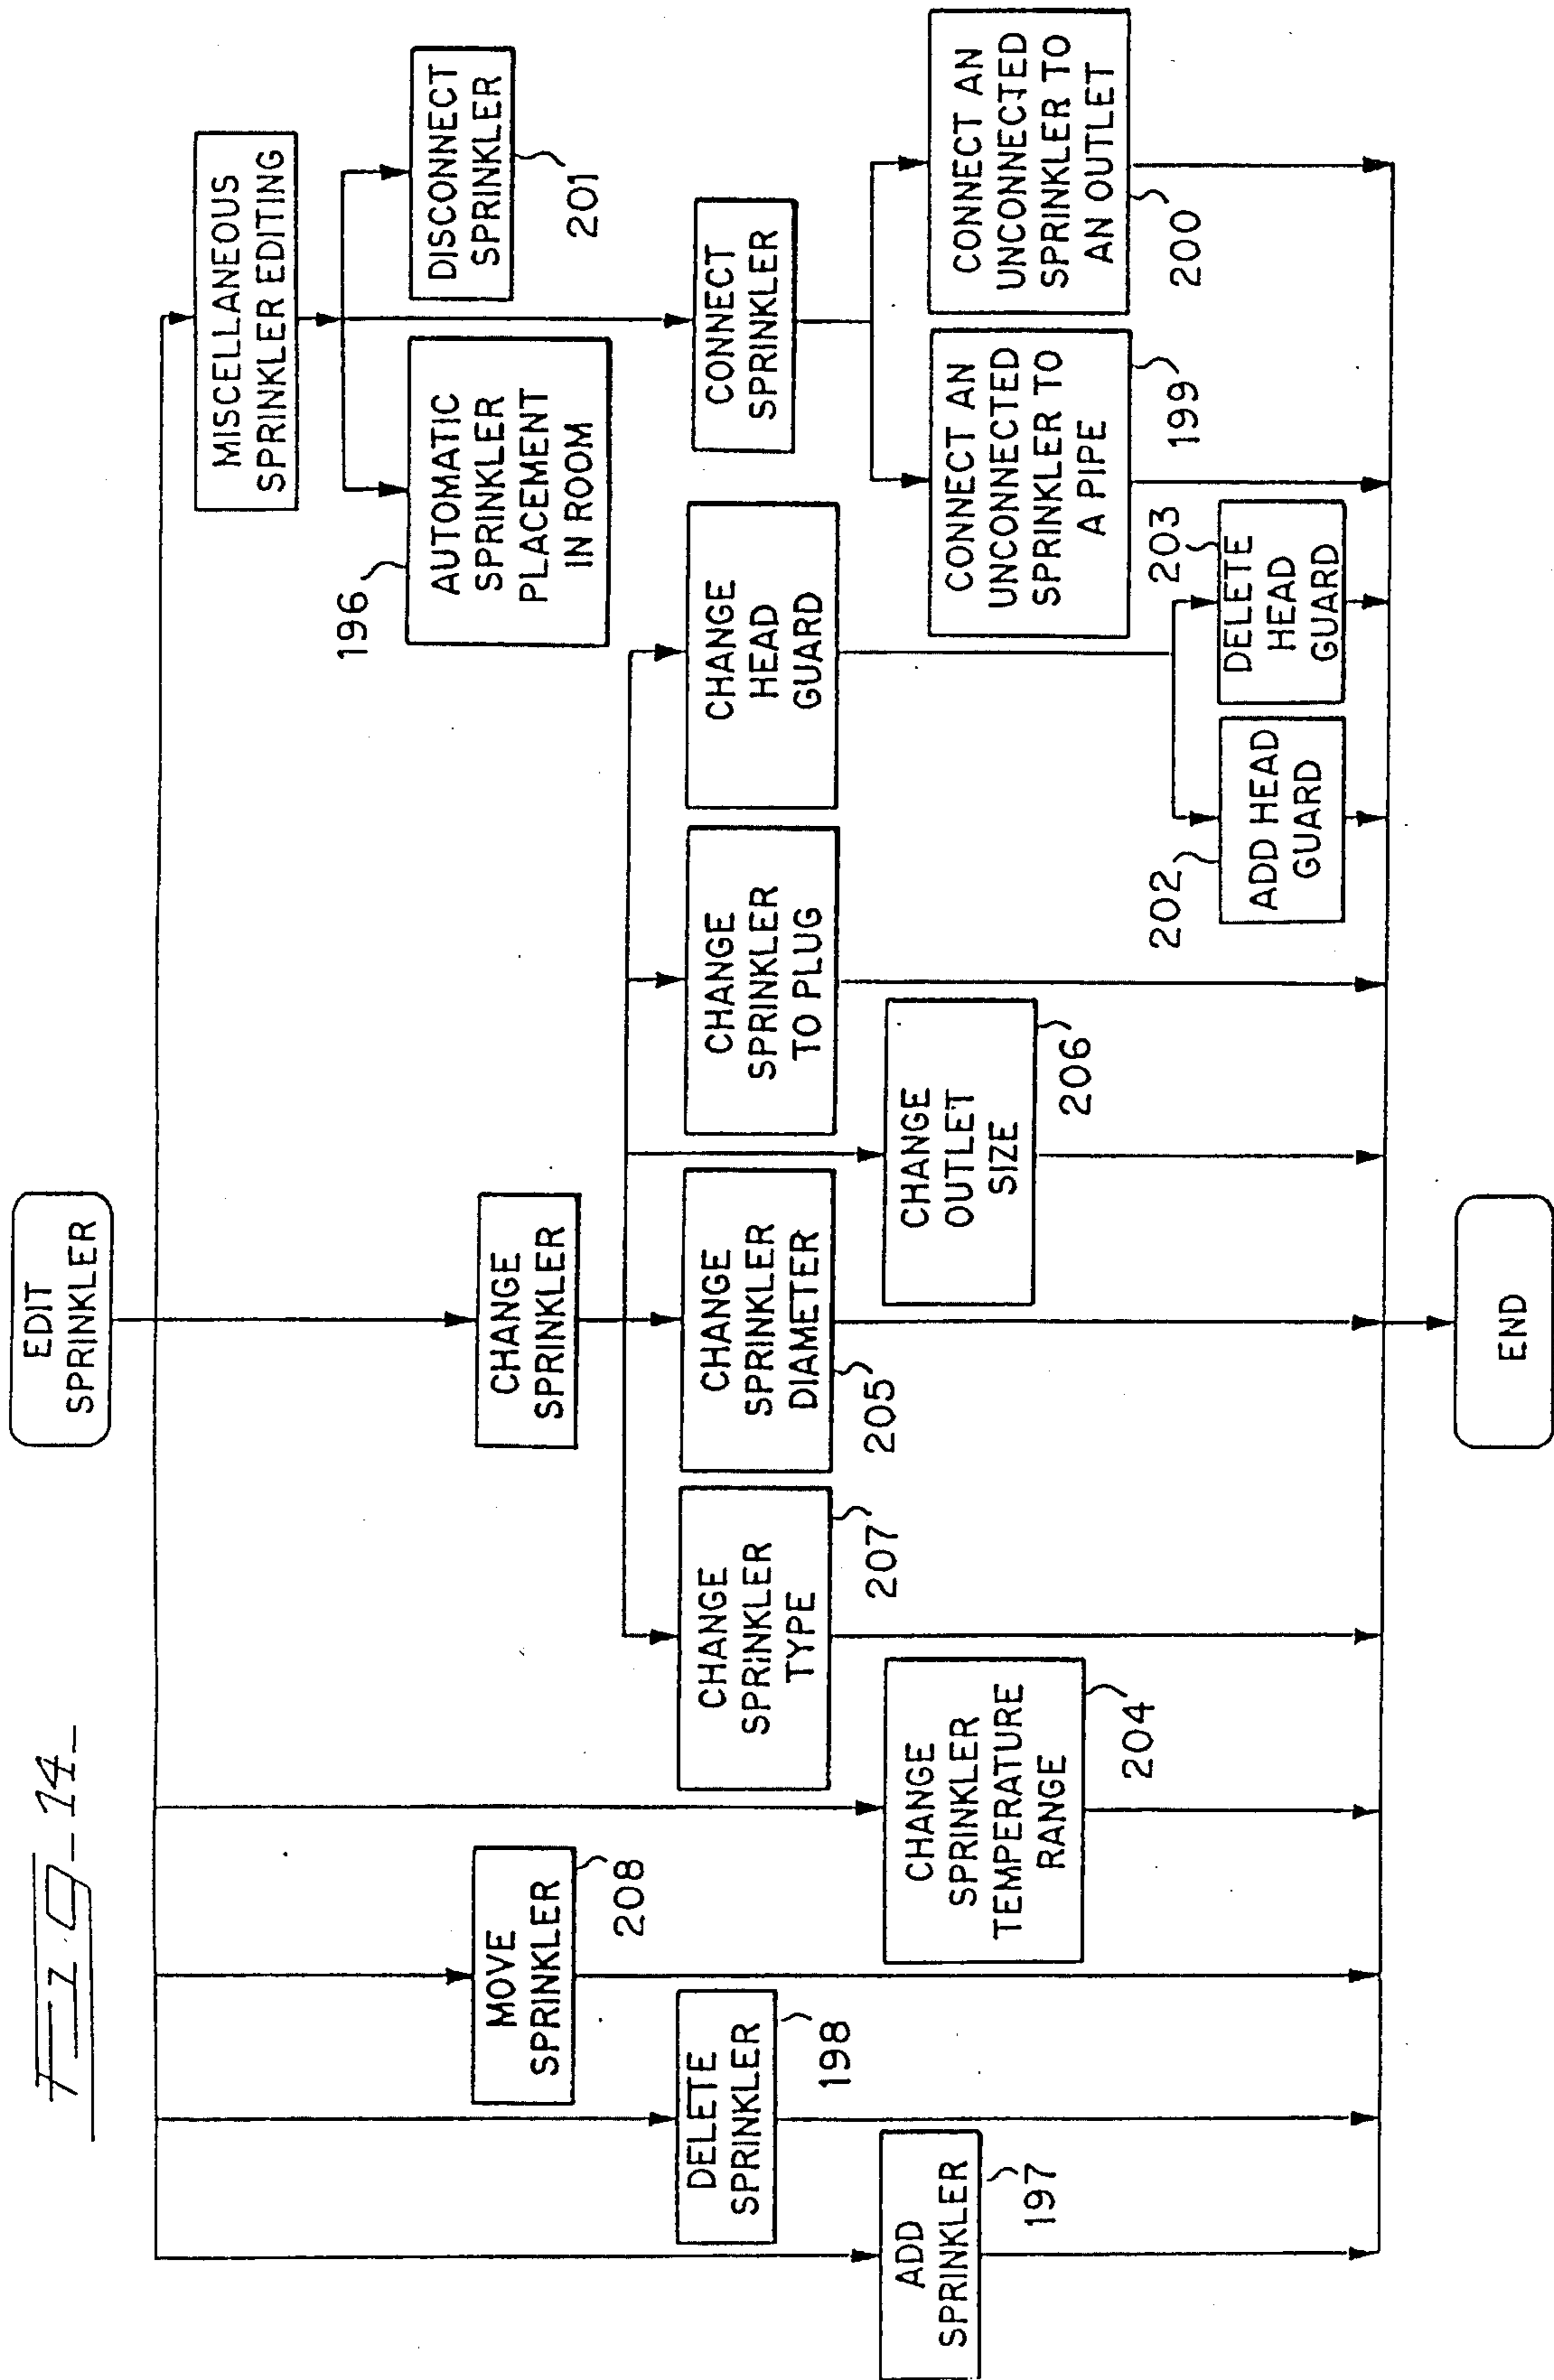 FIG-14-
EDIT
SPRINKLER
MISCELLANEOUS
SPRINKLER EDITING
196
AUTOMATIC
SPRINKLER
PLACEMENT
IN ROOM
DISCONNECT
SPRINKLER
201
MOVE
SPRINKLER
208
CHANGE
SPRINKLER
DELETE
SPRINKLER
198
CHANGE
SPRINKLER
TYPE
207
CHANGE
SPRINKLER
DIAMETER
205
CHANGE
SPRINKLER
TO PLUG
CHANGE
HEAD
GUARD
CONNECT
SPRINKLER
ADD
SPRINKLER
197
CHANGE
SPRINKLER
TEMPERATURE
RANGE
204
CHANGE
OUTLET
SIZE
206
CONNECT AN
UNCONNECTED
SPRINKLER TO
A PIPE
199
CONNECT AN
UNCONNECTED
SPRINKLER TO
AN OUTLET
200
202
ADD HEAD
GUARD
203
DELETE
HEAD
GUARD
END